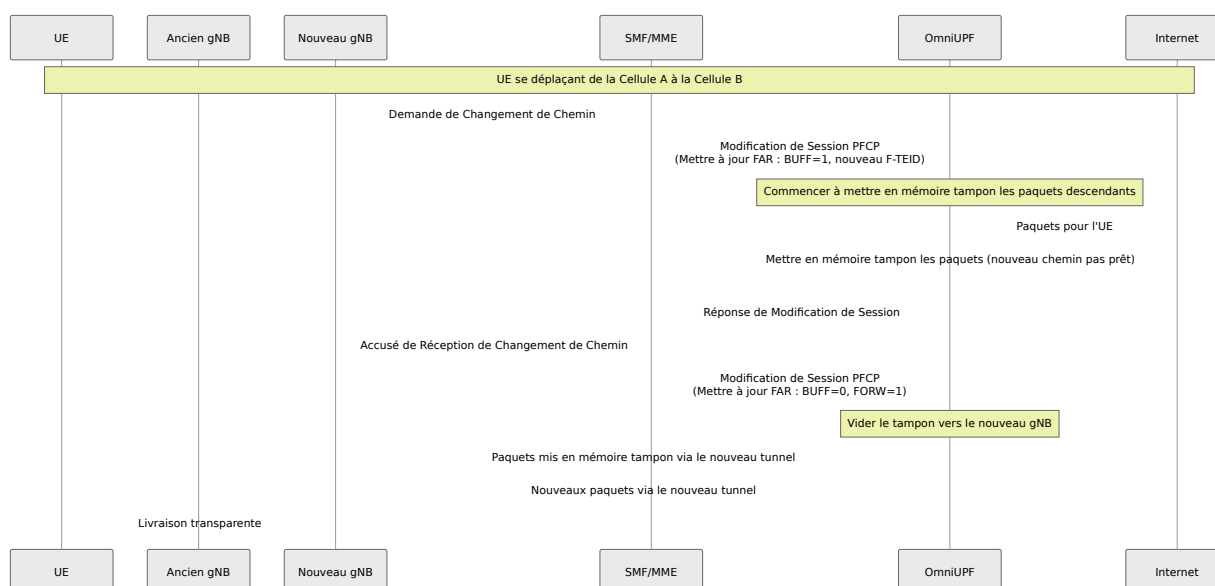 UE
Ancien gNB
Nouveau gNB
SMF/MME
OmniUPF
Internet
UE se déplaçant de la Cellule A à la Cellule B
Demande de Changement de Chemin
Modification de Session PFCP
(Mettre à jour FAR : BUFF=1, nouveau F-TEID)
Commencer à mettre en mémoire tampon les paquets descendants
Paquets pour l'UE
Mettre en mémoire tampon les paquets (nouveau chemin pas prêt)
Réponse de Modification de Session
Accusé de Réception de Changement de Chemin
Modification de Session PFCP
(Mettre à jour FAR : BUFF=0, FORW=1)
Vider le tampon vers le nouveau gNB
Paquets mis en mémoire tampon via le nouveau tunnel
Nouveaux paquets via le nouveau tunnel
Livraison transparente
UE
Ancien gNB
Nouveau gNB
SMF/MME
OmniUPF
Internet